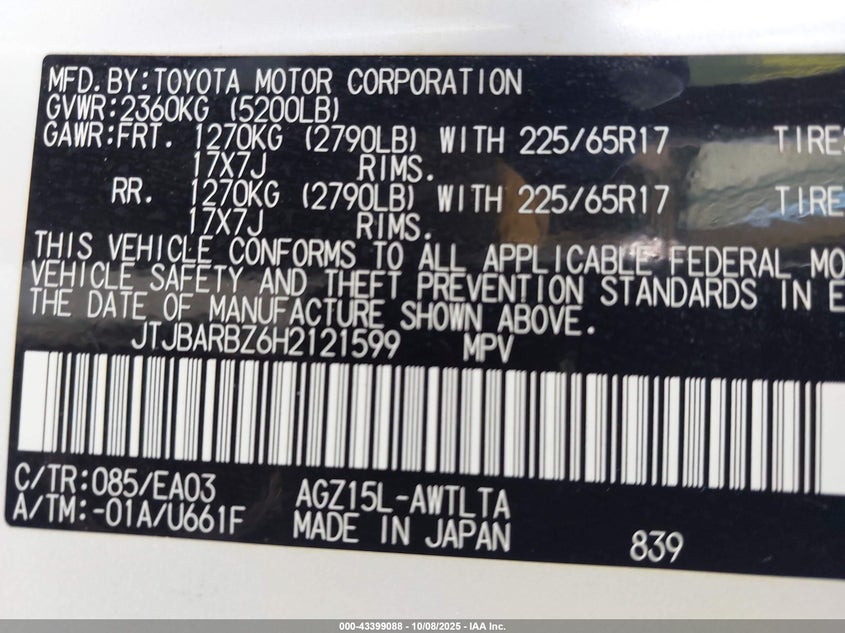 MFD.BY:TOYOTA MOTOR CORPORATION
GVWR:2360KG (5200LB)
GAWR:FRT. 1270KG (2790LB) WITH 225/65R17 TIRES
17X7J RIMS.
RR. 1270KG (2790LB) WITH 225/65R17 TIRE
17X7J RIMS.
THIS VEHICLE CONFORMS TO ALL APPLICABLE FEDERAL MO
VEHICLE SAFETY AND THEFT PREVENTION STANDARDS IN E
THE DATE OF MANUFACTURE SHOWN ABOVE.
JTJBARBZ6H2121599 MPV
C/TR:085/EA03 AGZ15L-AWTLTA
A/TM:-01A/U661F MADE IN JAPAN 839
000-43399088 - 10/08/2025 - IAA Inc.